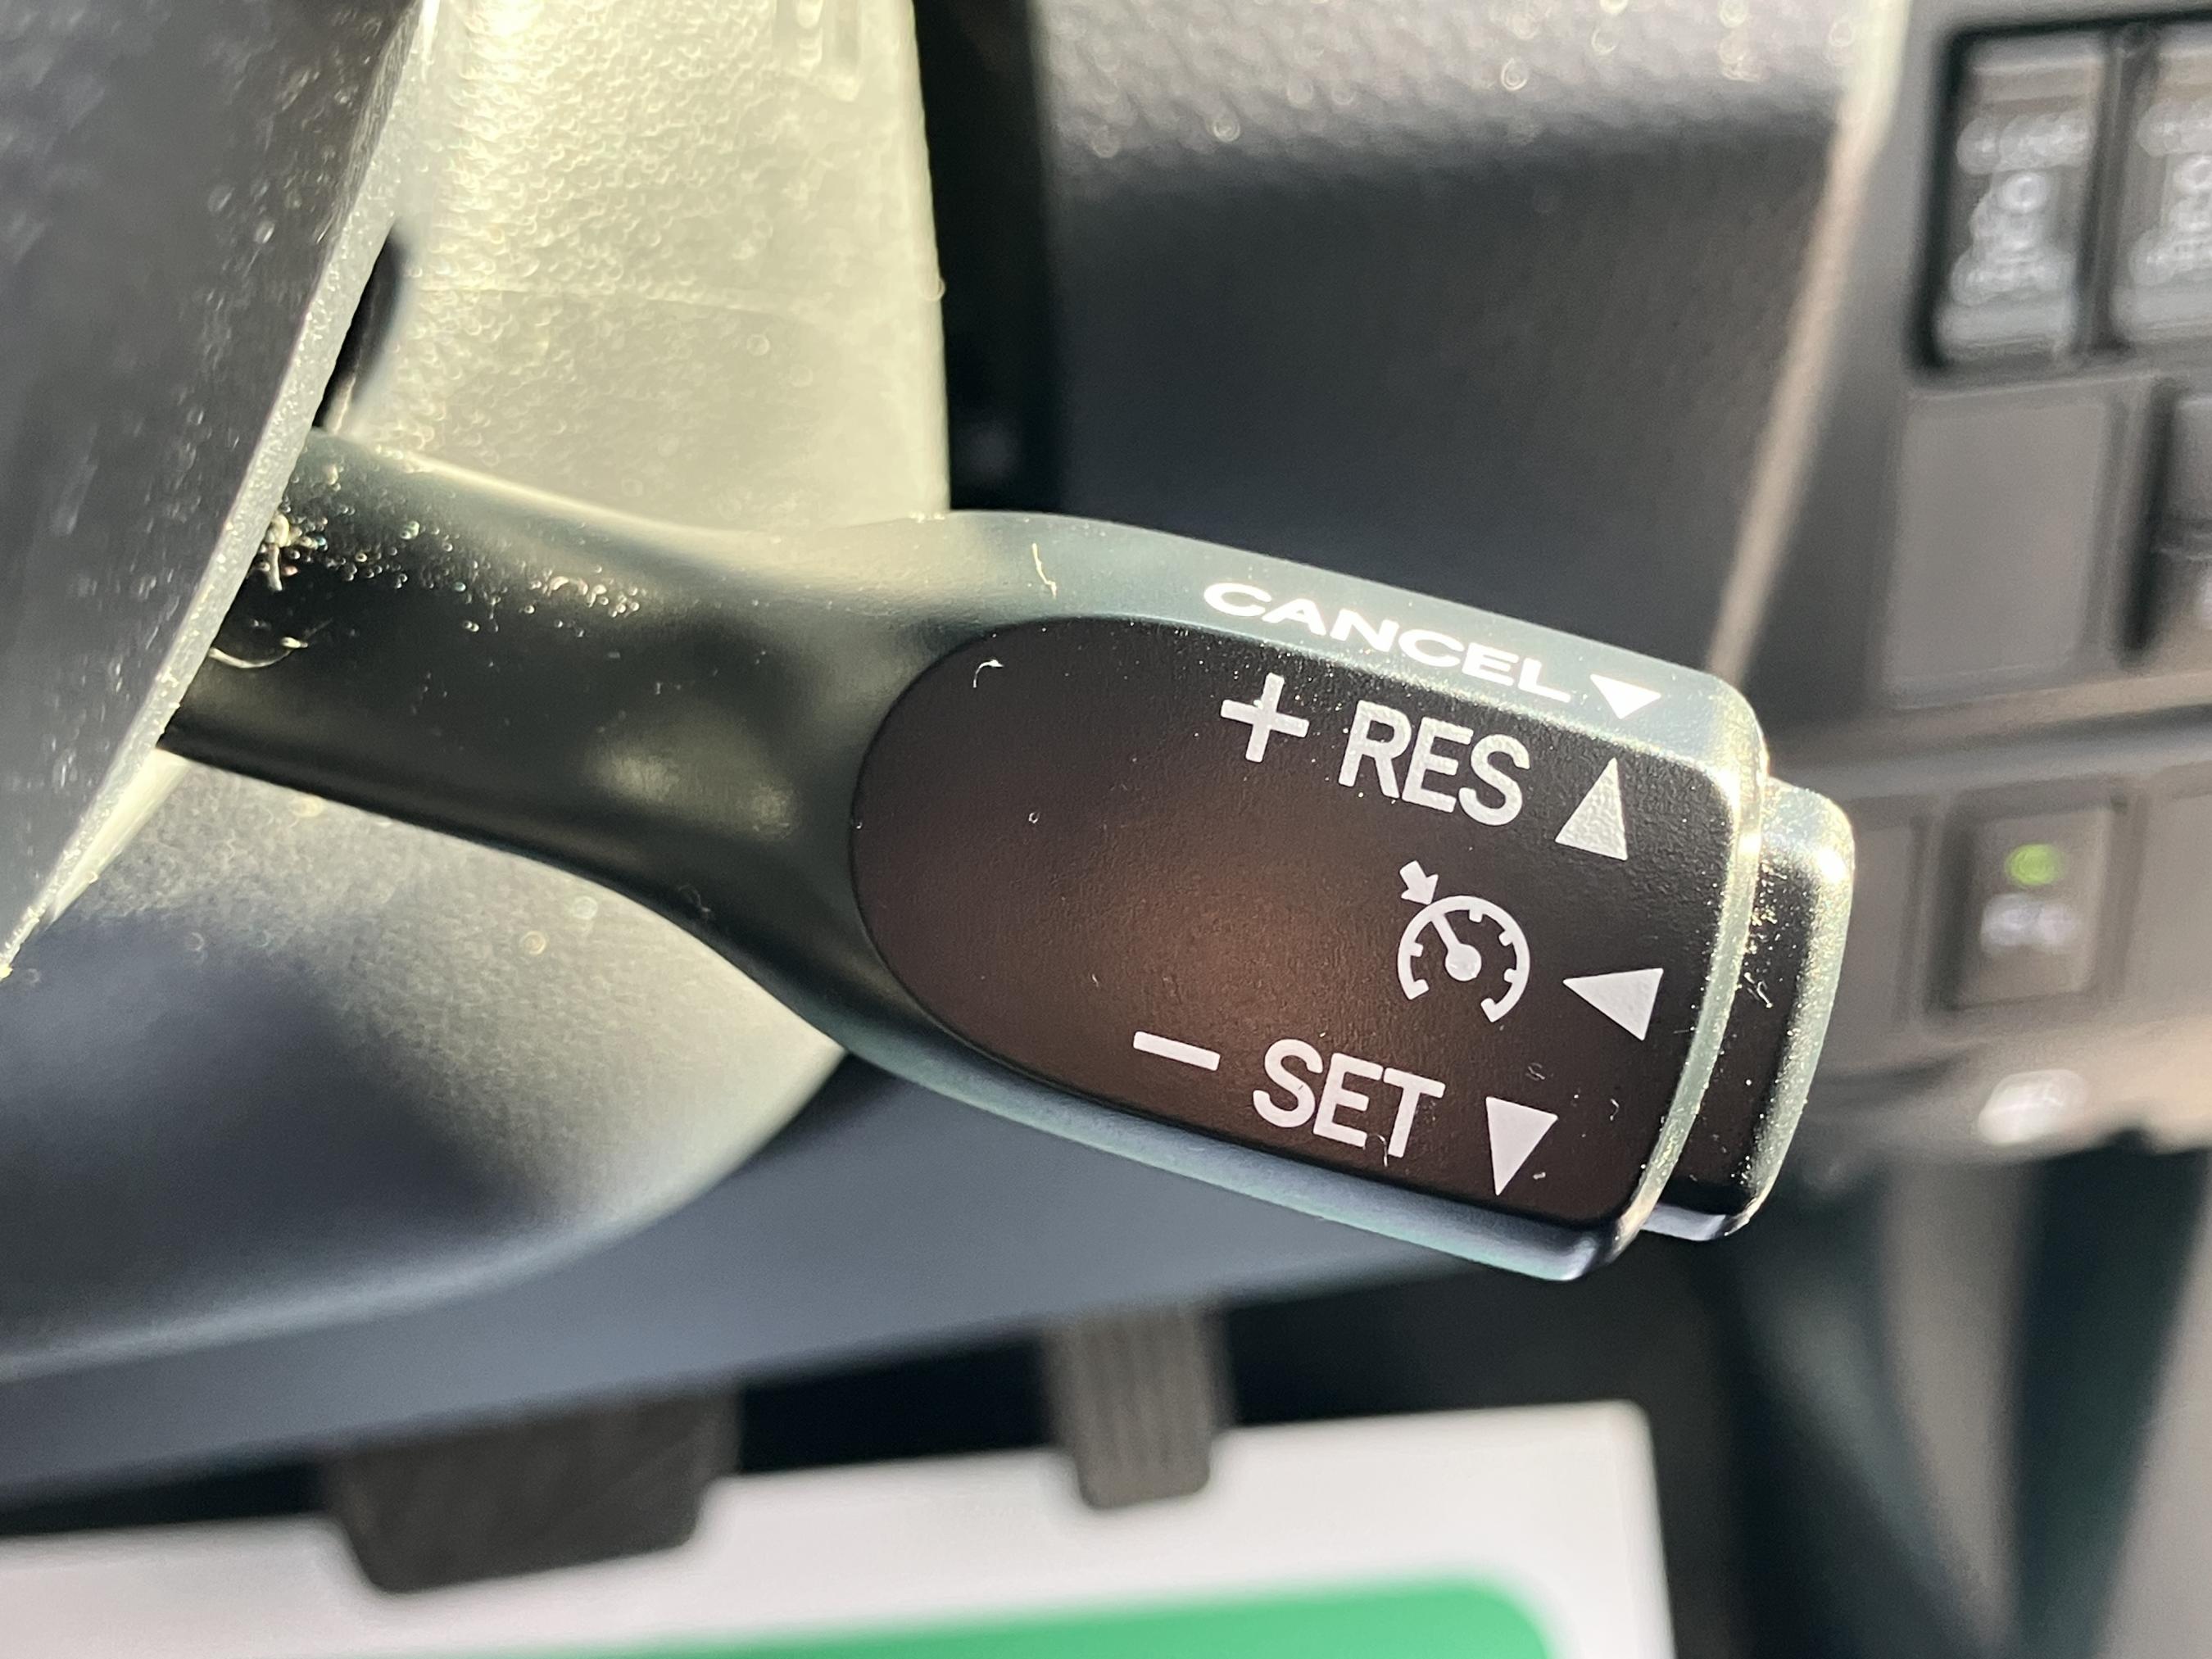 CANCEL
+ RES
− SET